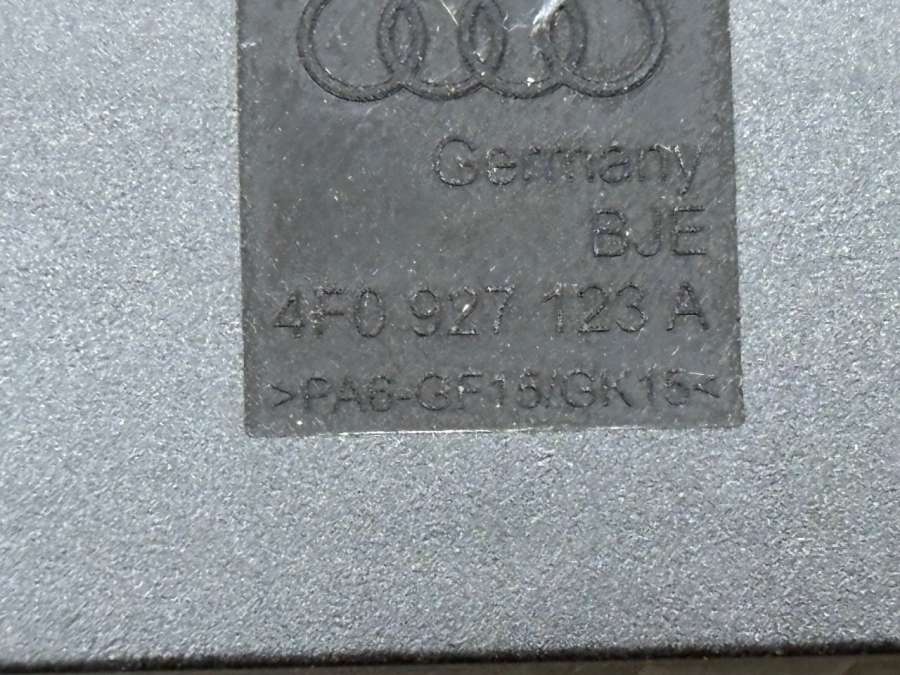 Germany
BJE
4F0 927 123 A
>PA6-GF15/GK15<